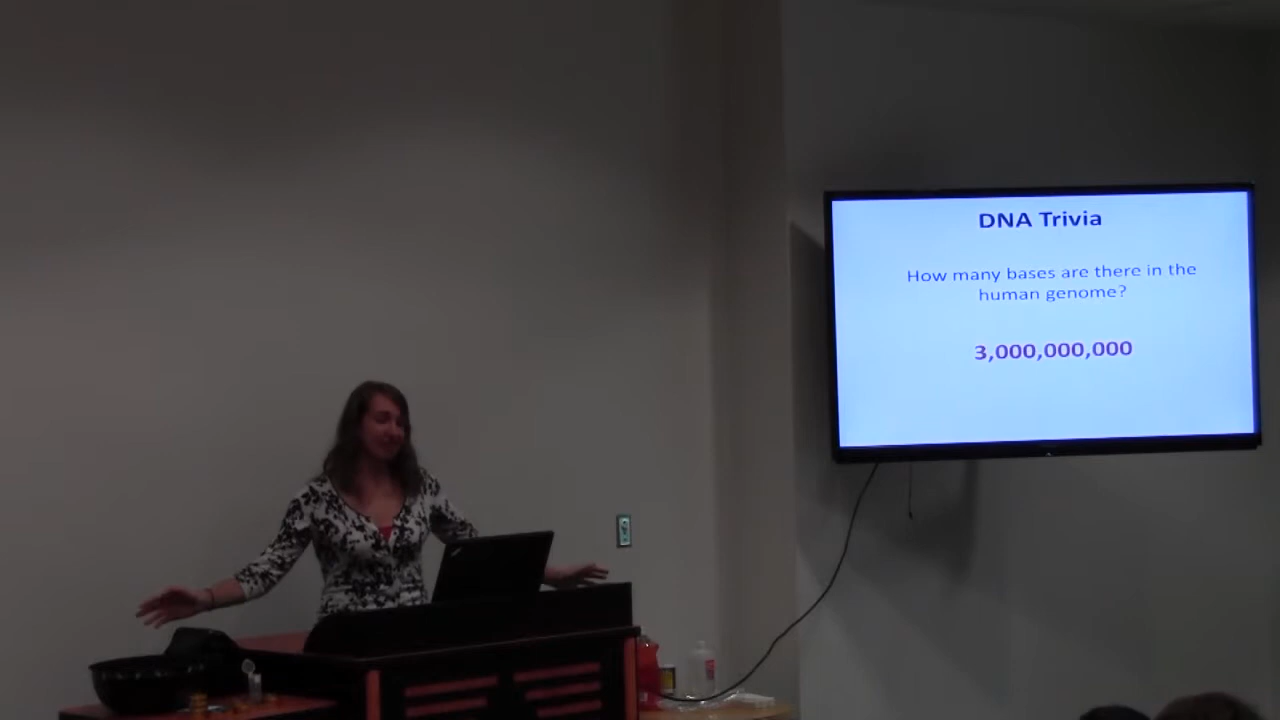 DNA Trivia
How many bases are there in the
human genome?
3,000,000,000